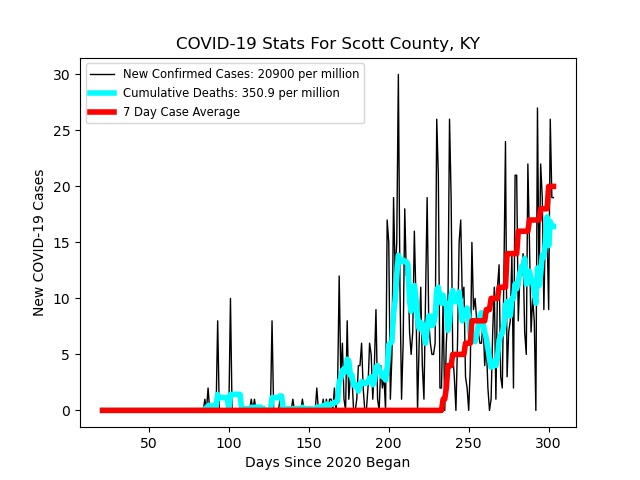 COVID-19 Stats For Scott County, KY
New Confirmed Cases: 20900 per million
Cumulative Deaths: 350.9 per million
7 Day Case Average
30
25
20
15
10
5
0
New COVID-19 Cases
50 100 150 200 250 300
Days Since 2020 Began